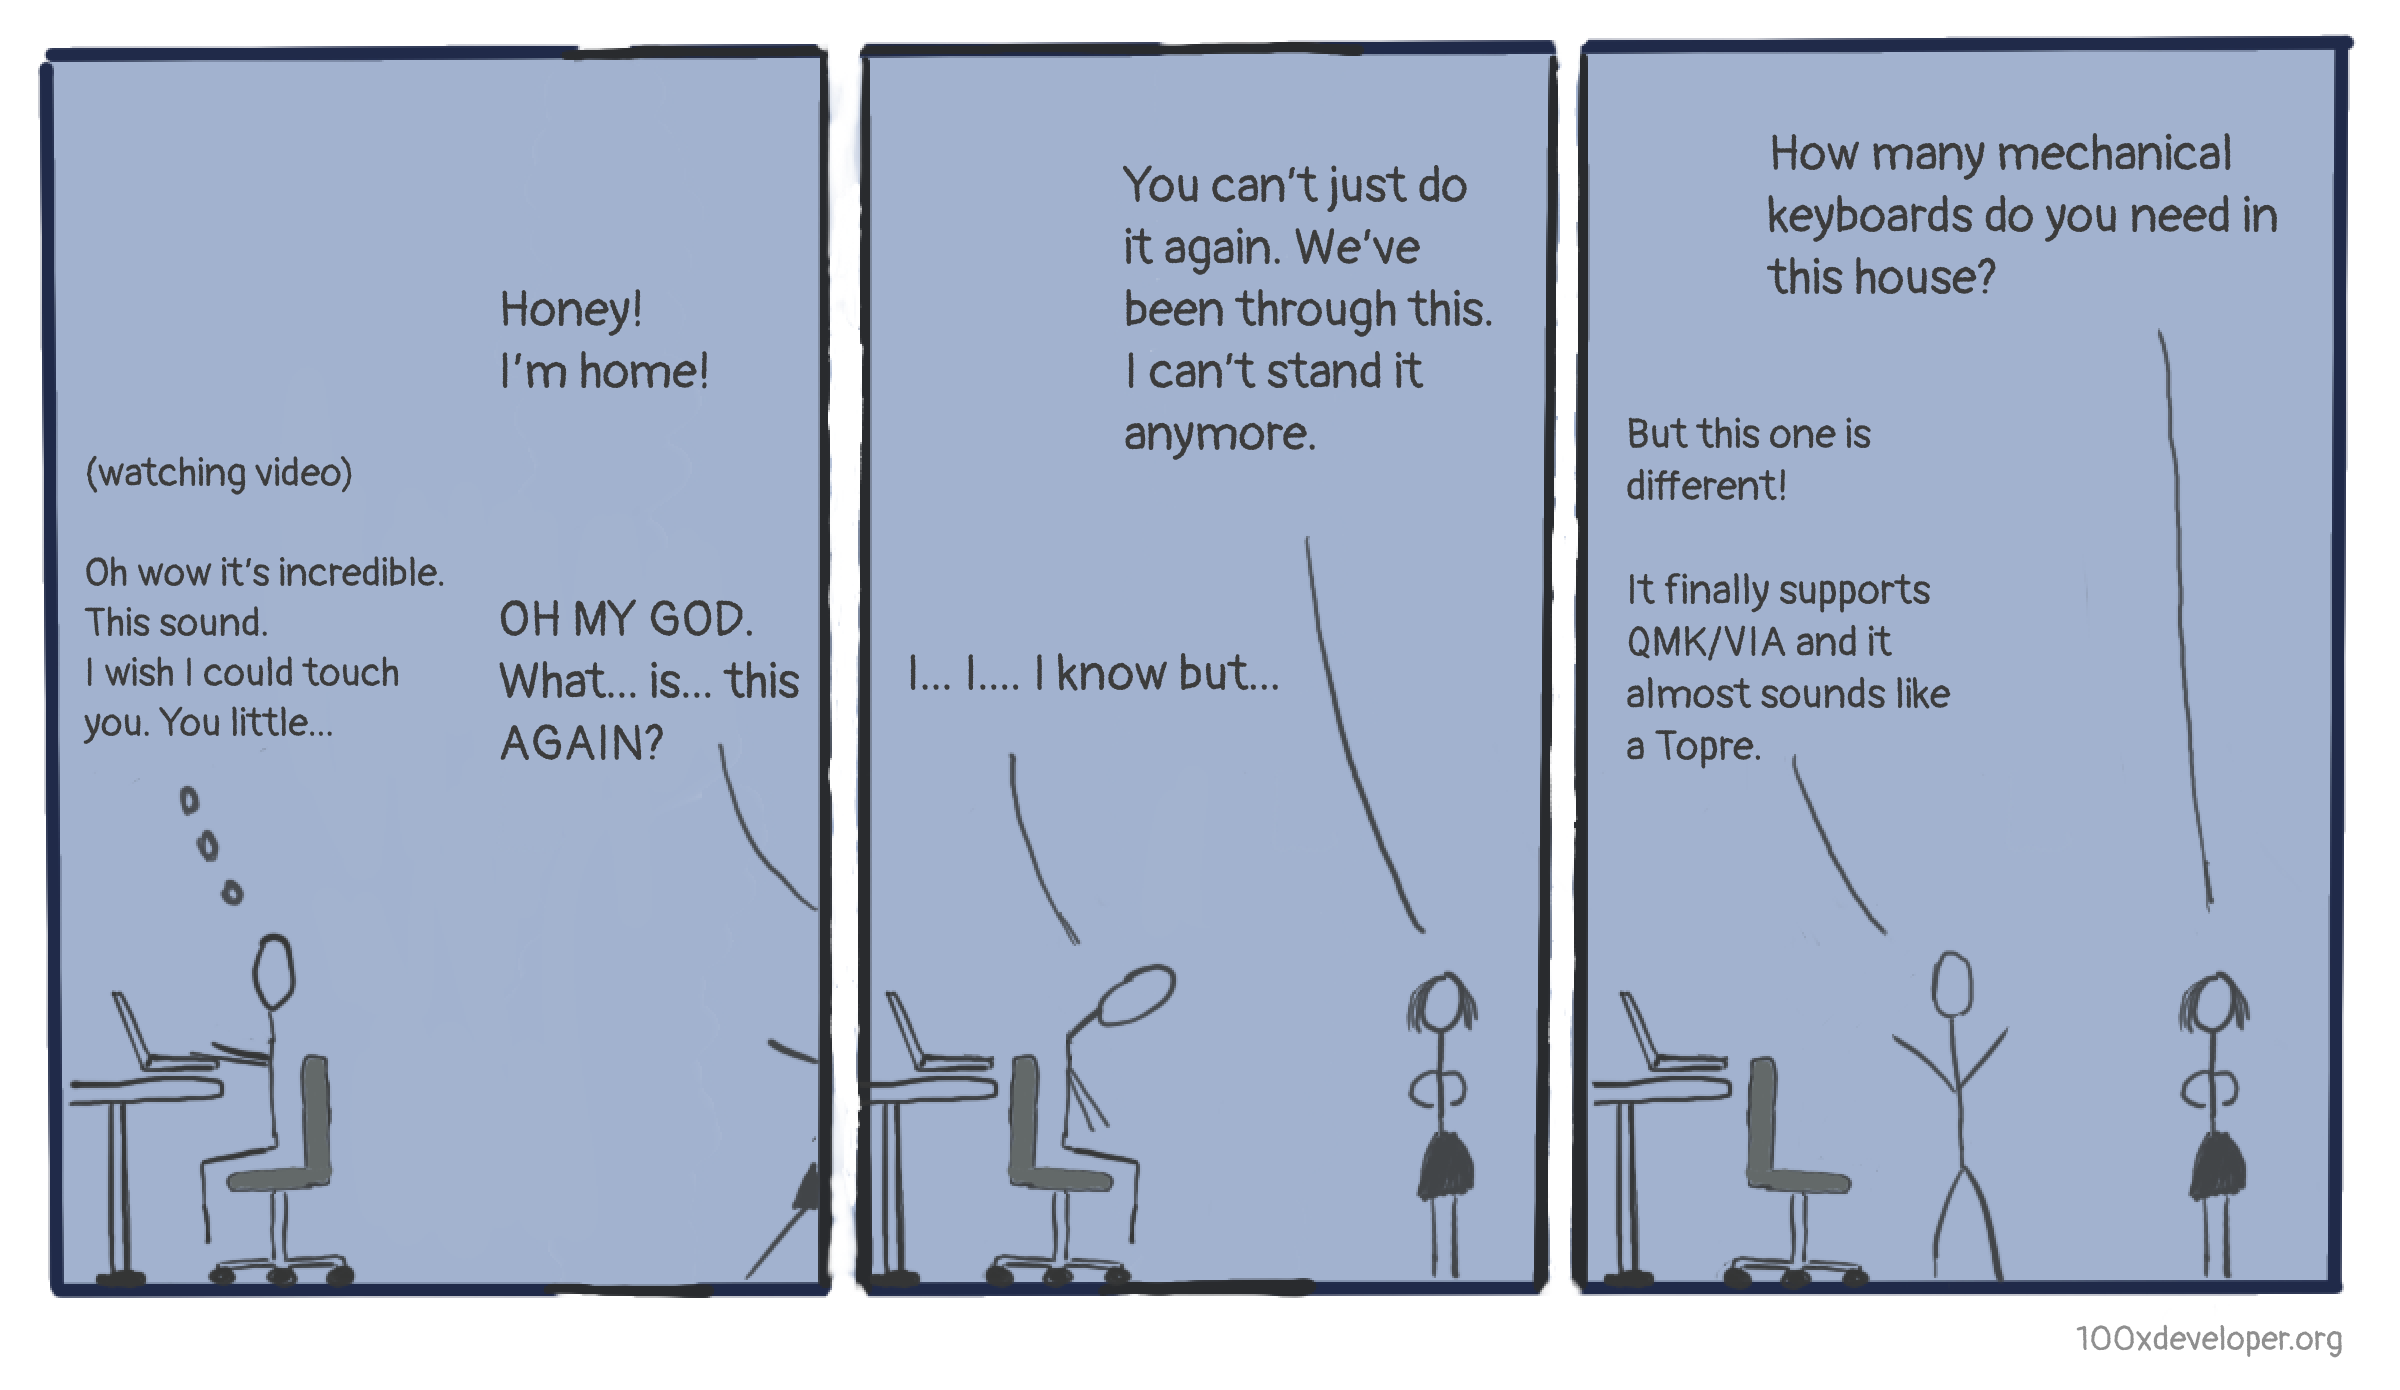 (watching video)
Oh wow it's incredible.
This sound.
I wish I could touch
you. You little...
Honey!
I'm home!
OH MY GOD.
What... is... this
AGAIN?
You can't just do
it again. We've
been through this.
I can't stand it
anymore.
I... I.... I know but...
How many mechanical
keyboards do you need in
this house?
But this one is
different!
It finally supports
QMK/VIA and it
almost sounds like
a Topre.
100xdeveloper.org